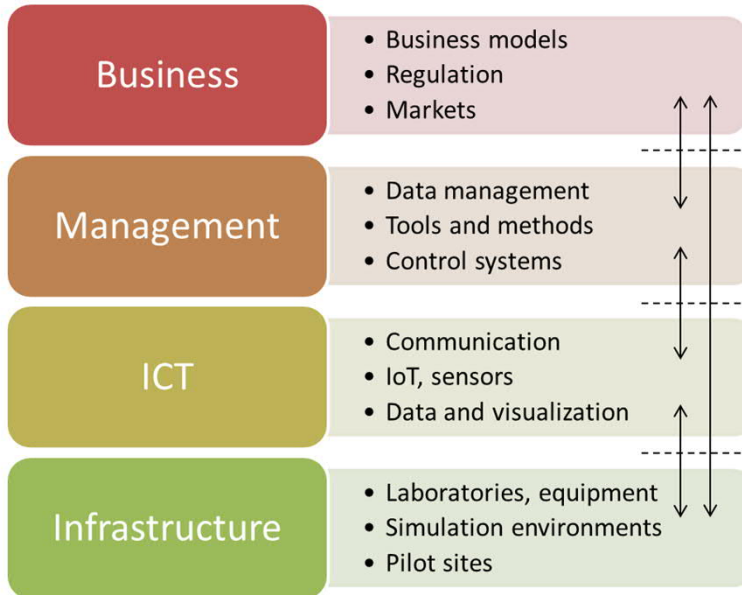 Business
• Business models
• Regulation
• Markets
Management
• Data management
• Tools and methods
• Control systems
ICT
• Communication
• IoT, sensors
• Data and visualization
Infrastructure
• Laboratories, equipment
• Simulation environments
• Pilot sites